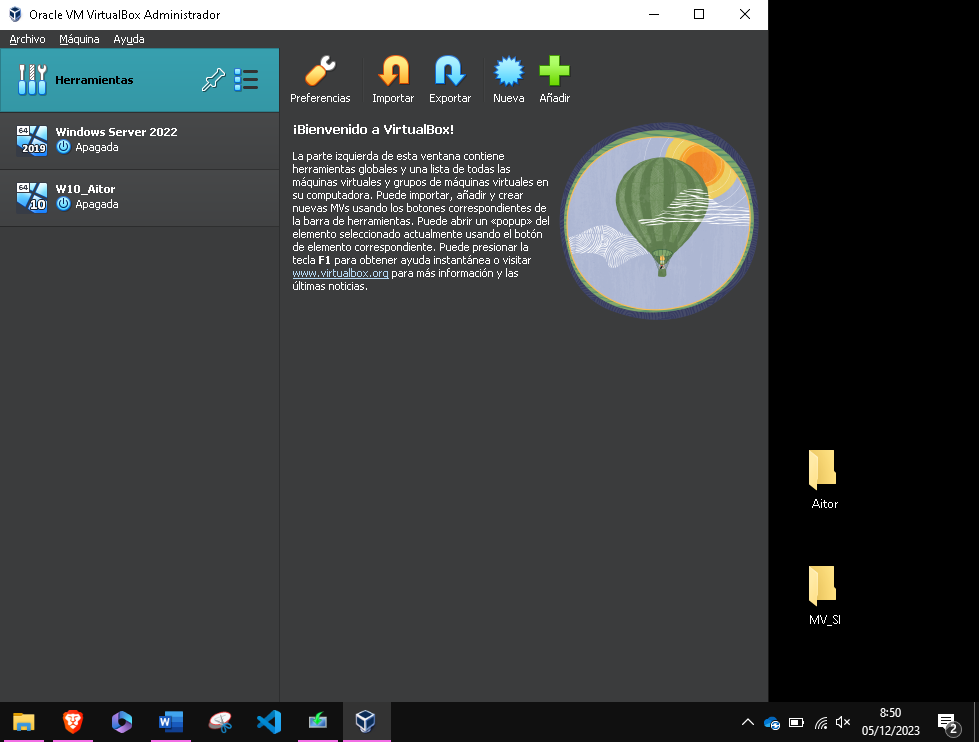 Oracle VM VirtualBox Administrador
Archivo Máquina Ayuda
Herramientas
Preferencias Importar Exportar Nueva Añadir
64
2019
Windows Server 2022
Apagada
64
10
W10_Aitor
Apagada
¡Bienvenido a VirtualBox!
La parte izquierda de esta ventana contiene
herramientas globales y una lista de todas las
máquinas virtuales y grupos de máquinas virtuales en
su computadora. Puede importar, añadir y crear
nuevas MVs usando los botones correspondientes de
la barra de herramientas. Puede abrir un «popup» del
elemento seleccionado actualmente usando el botón
de elemento correspondiente. Puede presionar la
tecla F1 para obtener ayuda instantánea o visitar
www.virtualbox.org para más información y las
últimas noticias.
Aitor
MV_SI
W
8:50
05/12/2023
2